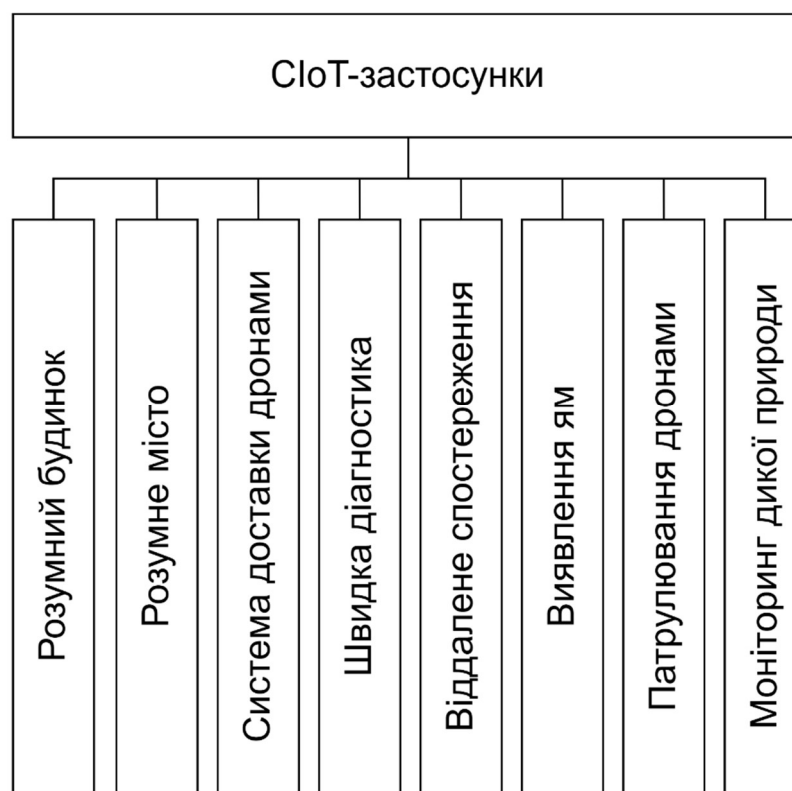 CIoT-застосунки
Розумний будинок
Розумне місто
Система доставки дронами
Швидка діагностика
Віддалене спостереження
Виявлення ям
Патрулювання дронами
Моніторинг дикої природи